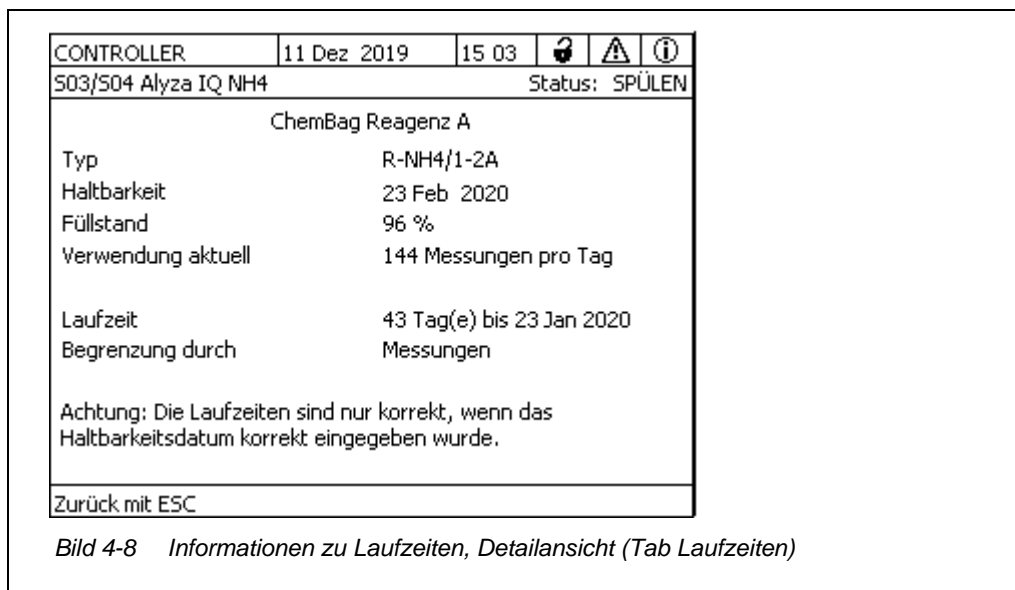 CONTROLLER 11 Dez 2019 15 03
S03/S04 Alyza IQ NH4 Status: SPÜLEN
ChemBag Reagenz A
Typ R-NH4/1-2A
Haltbarkeit 23 Feb 2020
Füllstand 96 %
Verwendung aktuell 144 Messungen pro Tag
Laufzeit 43 Tag(e) bis 23 Jan 2020
Begrenzung durch Messungen
Achtung: Die Laufzeiten sind nur korrekt, wenn das
Haltbarkeitsdatum korrekt eingegeben wurde.
Zurück mit ESC
Bild 4-8 Informationen zu Laufzeiten, Detailansicht (Tab Laufzeiten)